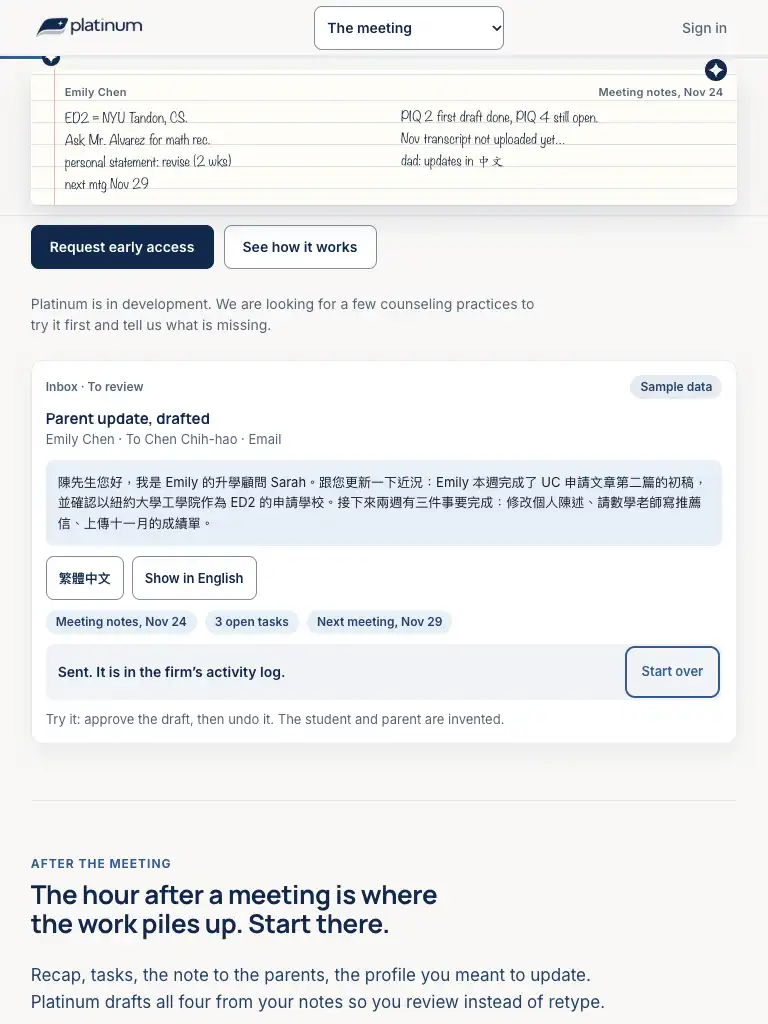 platinum
The meeting
Sign in
Emily Chen
Meeting notes, Nov 24
ED2 = NYU Tandon, CS.
Ask Mr. Alvarez for math rec.
personal statement: revise (2 wks)
next mtg Nov 29
PIQ 2 first draft done, PIQ 4 still open.
Nov transcript not uploaded yet...
dad: updates in 中文
Request early access
See how it works
Platinum is in development. We are looking for a few counseling practices to
try it first and tell us what is missing.
Inbox · To review
Sample data
Parent update, drafted
Emily Chen · To Chen Chih-hao · Email
陳先生您好，我是 Emily 的升學顧問 Sarah。跟您更新一下近況：Emily 本週完成了 UC 申請文章第二篇的初稿，
並確認以紐約大學工學院作為 ED2 的申請學校。接下來兩週有三件事要完成：修改個人陳述、請數學老師寫推薦
信、上傳十一月的成績單。
繁體中文
Show in English
Meeting notes, Nov 24
3 open tasks
Next meeting, Nov 29
Sent. It is in the firm’s activity log.
Start over
Try it: approve the draft, then undo it. The student and parent are invented.
AFTER THE MEETING
The hour after a meeting is where
the work piles up. Start there.
Recap, tasks, the note to the parents, the profile you meant to update.
Platinum drafts all four from your notes so you review instead of retype.